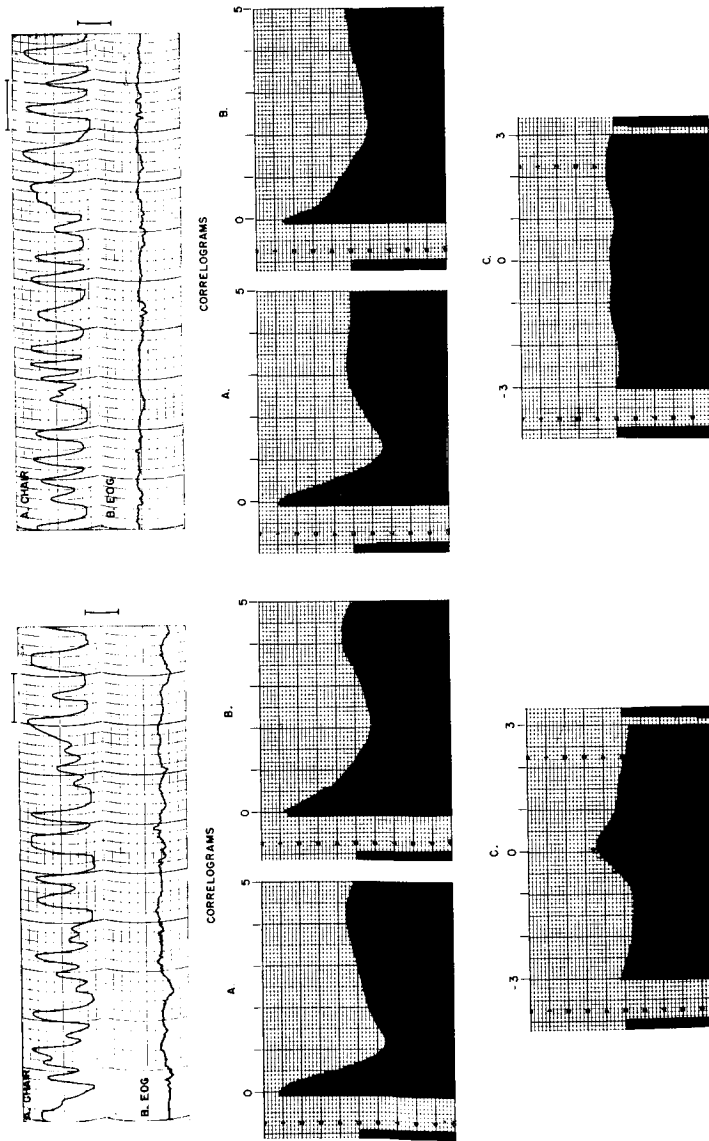 A. CHAIR
B. EOG
CORRELOGRAMS
A
0 5
B.
0 5
C.
-3 0 3
A. CHAIR
B. EOG
CORRELOGRAMS
A.
0 5
B.
0 5
C.
-3 0 3